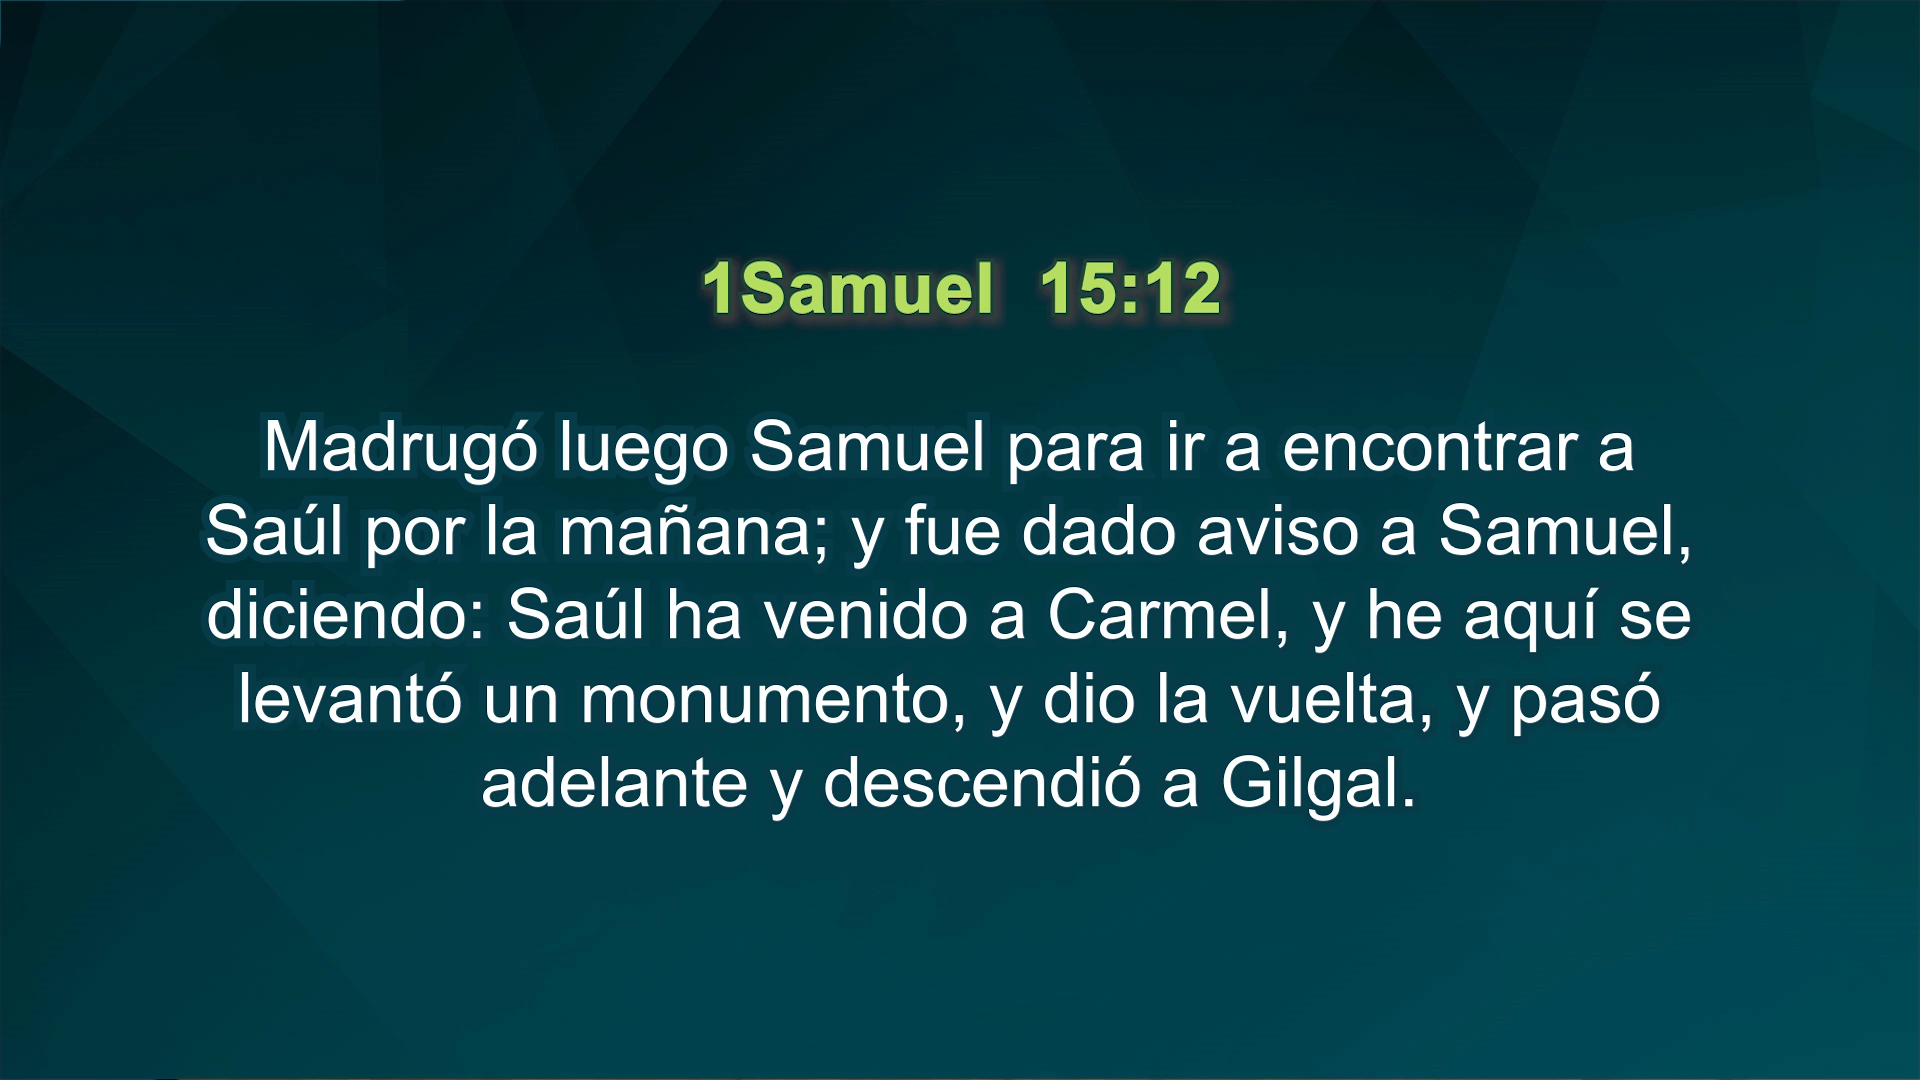 1Samuel 15:12
Madrugó luego Samuel para ir a encontrar a
Saúl por la mañana; y fue dado aviso a Samuel,
diciendo: Saúl ha venido a Carmel, y he aquí se
levantó un monumento, y dio la vuelta, y pasó
adelante y descendió a Gilgal.